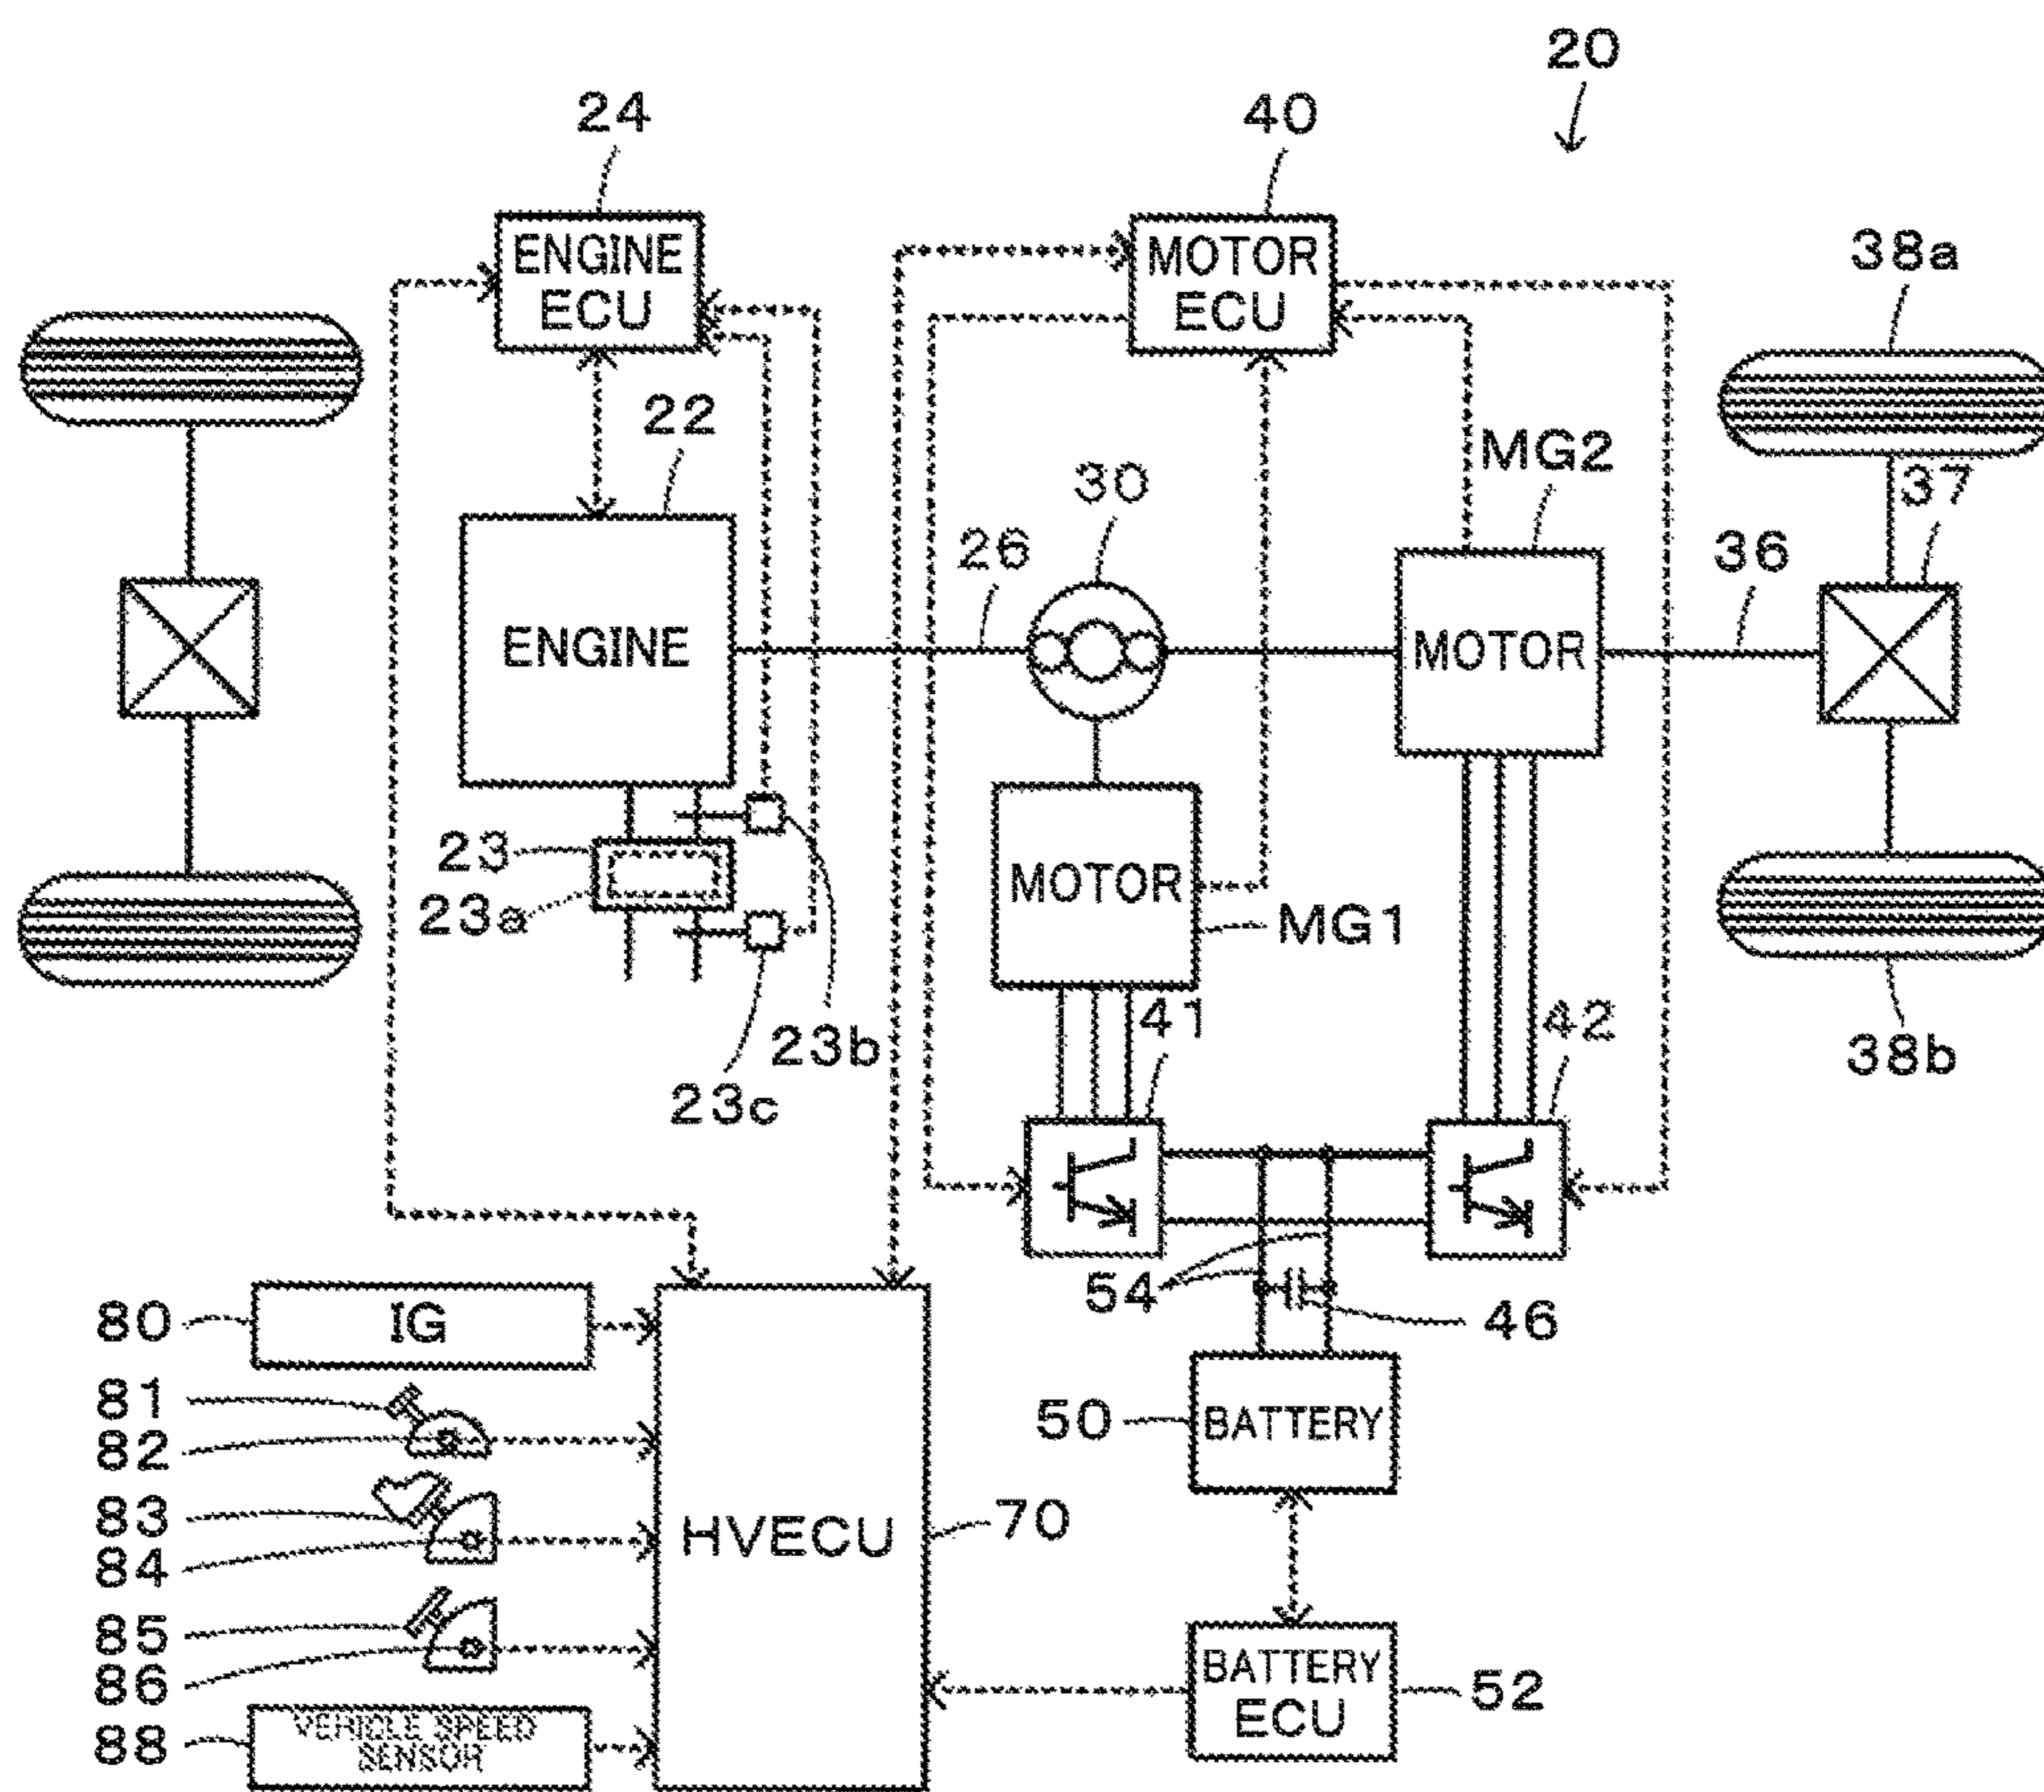 20
24
40
ENGINE
ECU
MOTOR
ECU
38a
22
MG2
30
37
26
36
ENGINE
MOTOR
23
MOTOR
23a
MG1
41
42
23b
38b
23c
54
46
80
IG
81
50
BATTERY
82
83
HVECU
70
84
85
BATTERY
ECU
52
86
88
VEHICLE SPEED
SENSOR